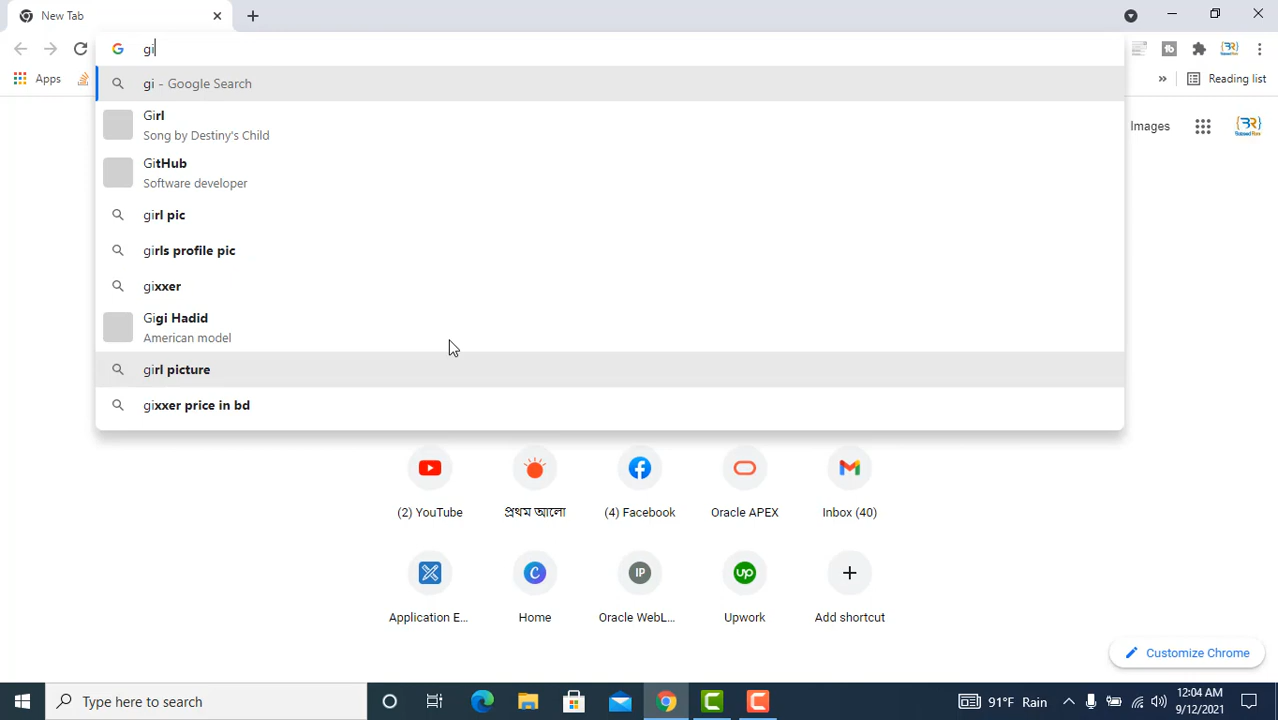 New Tab
gi
gi - Google Search
Girl
Song by Destiny's Child
GitHub
Software developer
girl pic
girls profile pic
gixxer
Gigi Hadid
American model
girl picture
gixxer price in bd
Apps
»
Reading list
Images
(2) YouTube
প্রথম আলো
(4) Facebook
Oracle APEX
Inbox (40)
IP
up
Application E...
Home
Oracle WebL...
Upwork
Add shortcut
Customize Chrome
Type here to search
91°F Rain
12:04 AM
9/12/2021